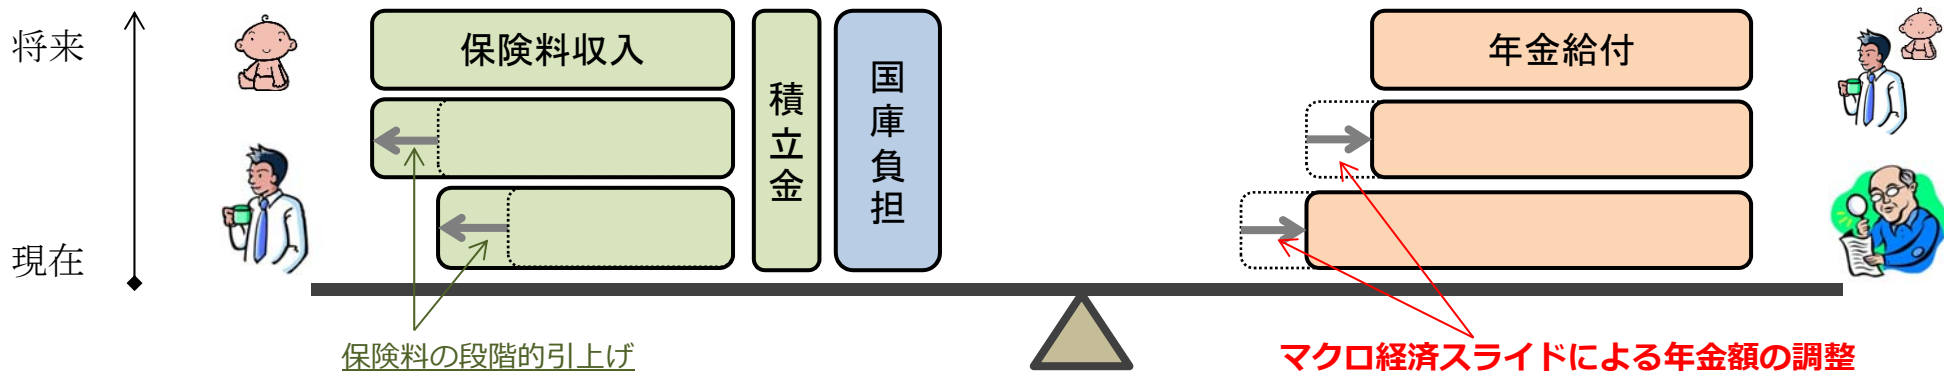 将来
保険料収入
積立金
国庫負担
年金給付
現在
保険料の段階的引上げ
マクロ経済スライドによる年金額の調整